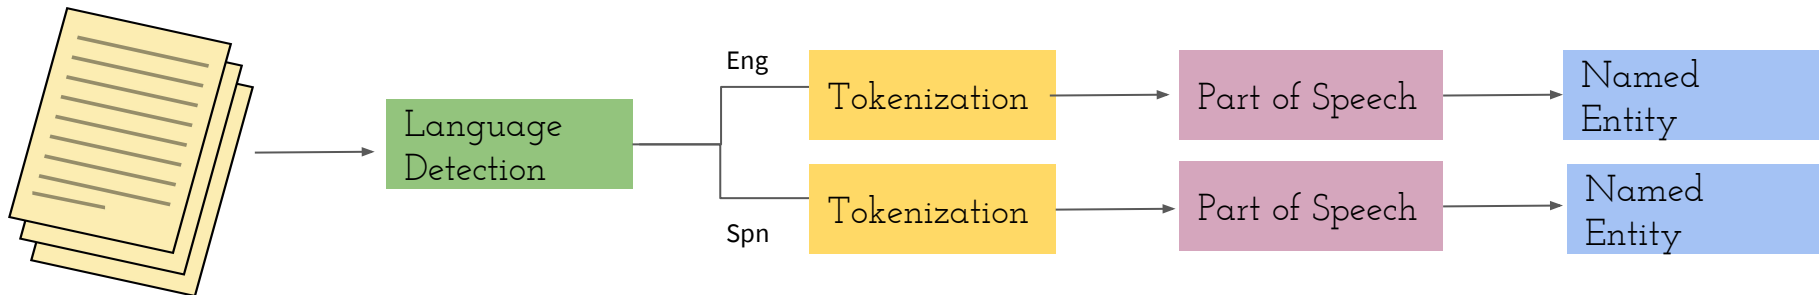 Language
Detection
Eng
Tokenization
Part of Speech
Named
Entity
Spn
Tokenization
Part of Speech
Named
Entity